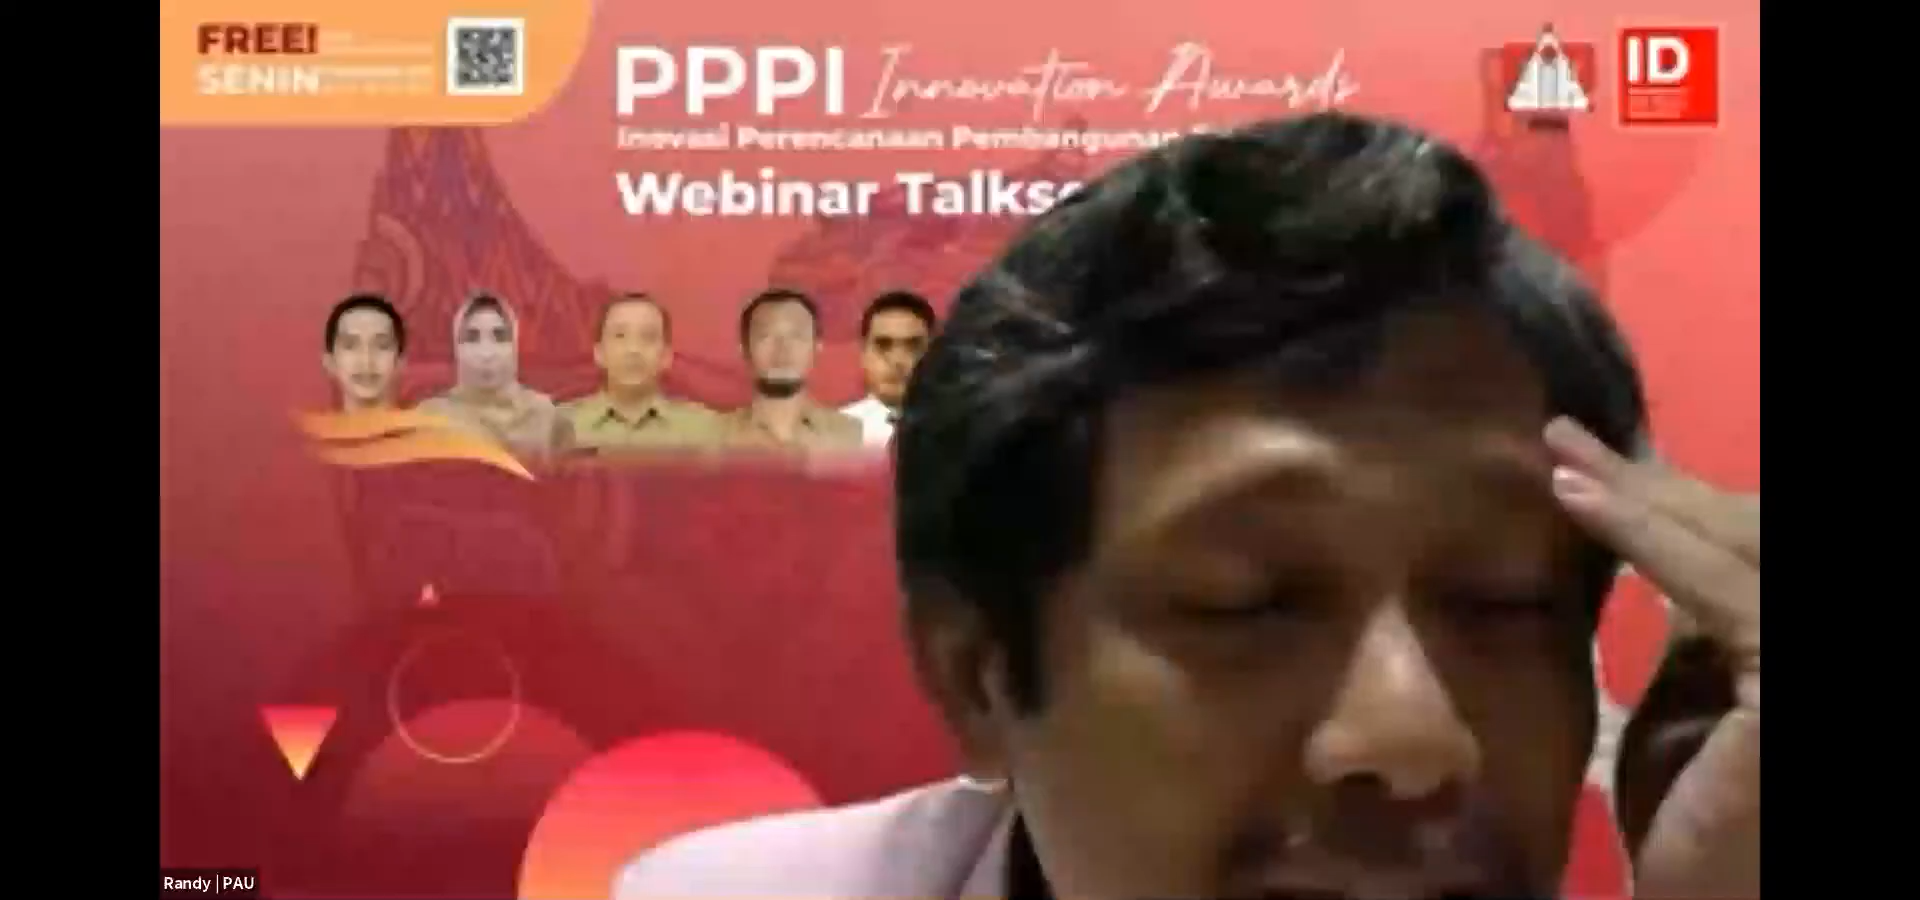 FREE!
SENIN
PPPI Innovation Awards
Inovasi Perencanaan Pembangunan
Webinar Talks
ID
Randy | PAU